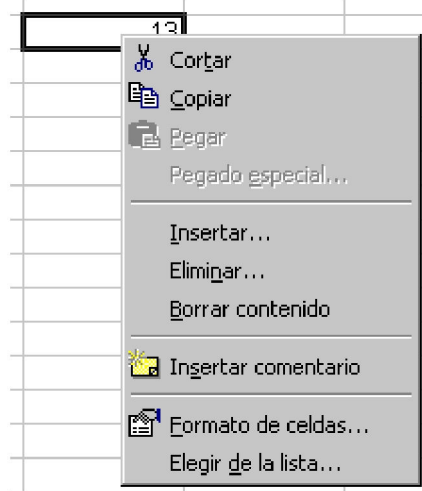 13
Cortar
Copiar
Pegar
Pegado especial...
Insertar...
Eliminar...
Borrar contenido
Insertar comentario
Formato de celdas...
Elegir de la lista...